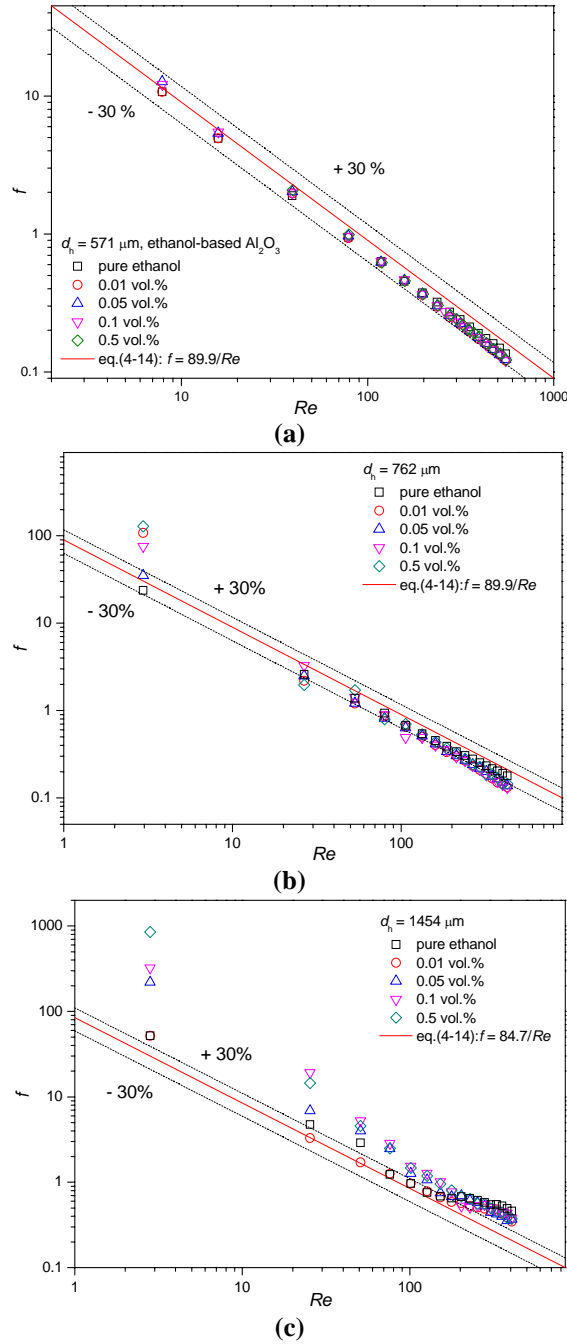 10
1
0.1
f
- 30 %
+ 30 %
dh = 571 μm, ethanol-based Al2O3
pure ethanol
0.01 vol.%
0.05 vol.%
0.1 vol.%
0.5 vol.%
eq.(4-14): f = 89.9/Re
10 100 1000
Re
(a)
100
10
1
0.1
f
- 30%
+ 30%
dh = 762 μm
pure ethanol
0.01 vol.%
0.05 vol.%
0.1 vol.%
0.5 vol.%
eq.(4-14):f = 89.9/Re
1 10 100
Re
(b)
1000
100
10
1
0.1
f
+ 30%
- 30%
dh = 1454 μm
pure ethanol
0.01 vol.%
0.05 vol.%
0.1 vol.%
0.5 vol.%
eq.(4-14):f = 84.7/Re
1 10 100
Re
(c)